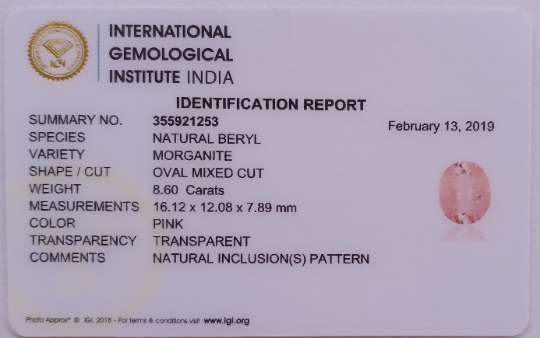 INTERNATIONAL
GEMOLOGICAL
INSTITUTE INDIA
IDENTIFICATION REPORT
SUMMARY NO. 355921253
February 13, 2019
SPECIES NATURAL BERYL
VARIETY MORGANITE
SHAPE / CUT OVAL MIXED CUT
WEIGHT 8.60 Carats
MEASUREMENTS 16.12 x 12.08 x 7.89 mm
COLOR PINK
TRANSPARENCY TRANSPARENT
COMMENTS NATURAL INCLUSION(S) PATTERN
Photo Approx* © IGI, 2016 - For terms & conditions visit www.igi.org